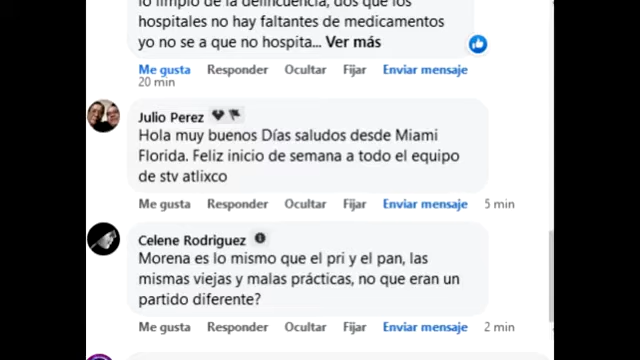 lo limpio de la delincuencia, dos que los
hospitales no hay faltantes de medicamentos
yo no se a que no hospita... Ver más
Me gusta Responder Ocultar Fijar Enviar mensaje
20 min
Julio Perez
Hola muy buenos Días saludos desde Miami
Florida. Feliz inicio de semana a todo el equipo
de stv atlixco
Me gusta Responder Ocultar Fijar Enviar mensaje 5 min
Celene Rodriguez
Morena es lo mismo que el pri y el pan, las
mismas viejas y malas prácticas, no que eran un
partido diferente?
Me gusta Responder Ocultar Fijar Enviar mensaje 2 min